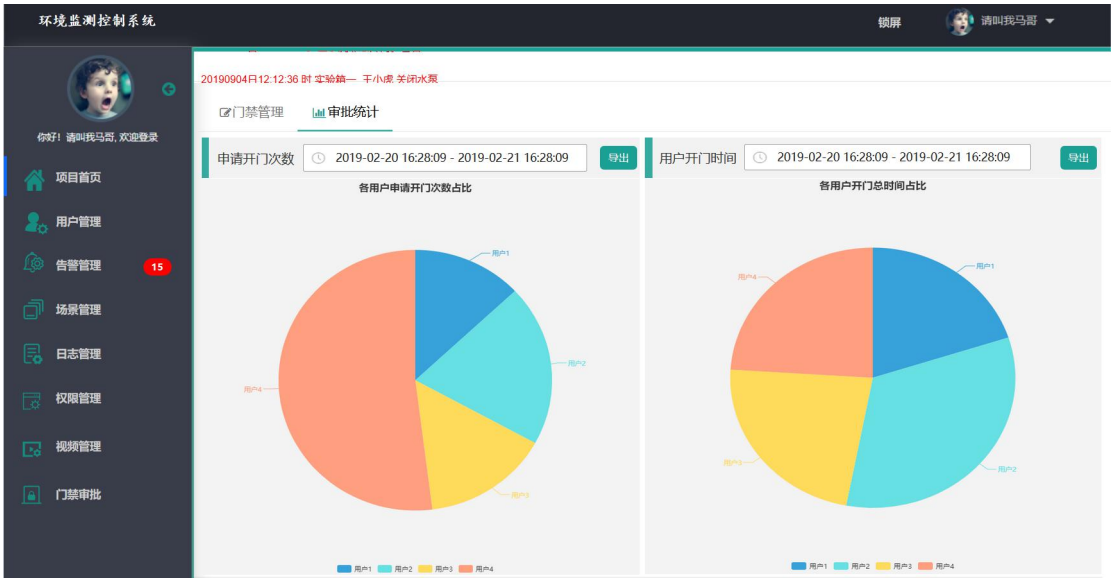 环境监测控制系统
锁屏
请叫我马哥
你好！请叫我马哥, 欢迎登录
项目首页
用户管理
告警管理
15
场景管理
日志管理
权限管理
视频管理
门禁审批
20190904日12:12:36 时 实验箱一 王小虎 关闭水泵
门禁管理
审批统计
申请开门次数
2019-02-20 16:28:09 - 2019-02-21 16:28:09
导出
用户开门时间
2019-02-20 16:28:09 - 2019-02-21 16:28:09
导出
各用户申请开门次数占比
用户1
用户2
用户3
用户4
用户1 用户2 用户3 用户4
各用户开门总时间占比
用户1
用户2
用户3
用户4
用户1 用户2 用户3 用户4